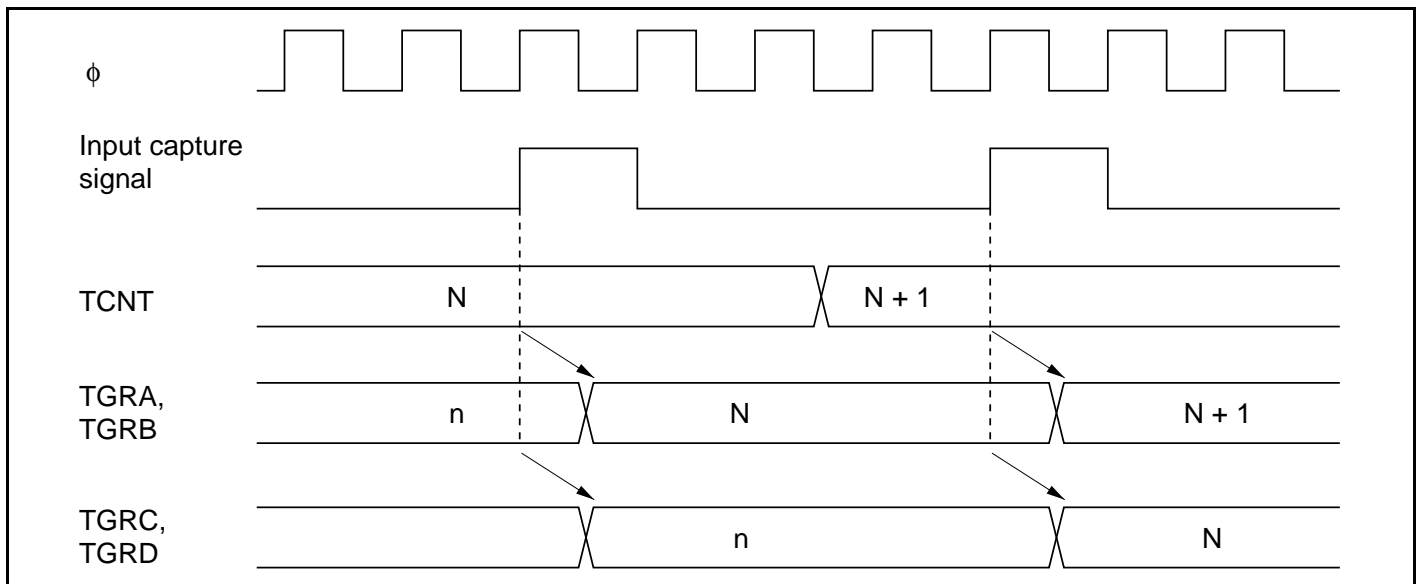 ϕ
Input capture
signal
TCNT
N
N + 1
TGRA,
TGRB
n
N
N + 1
TGRC,
TGRD
n
N